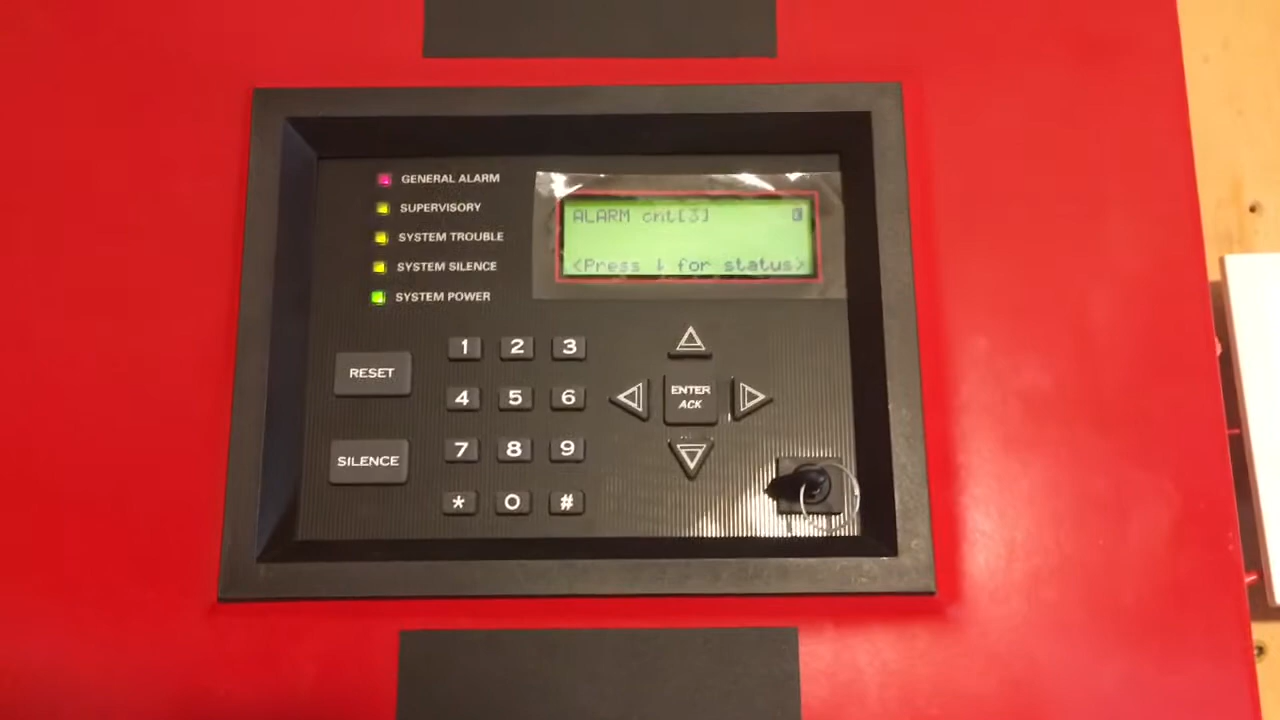 GENERAL ALARM
SUPERVISORY
SYSTEM TROUBLE
SYSTEM SILENCE
SYSTEM POWER
ALARM cnt[3]
<Press ↓ for status>
RESET
SILENCE
1 2 3
4 5 6
7 8 9
* 0 #
ENTER
ACK